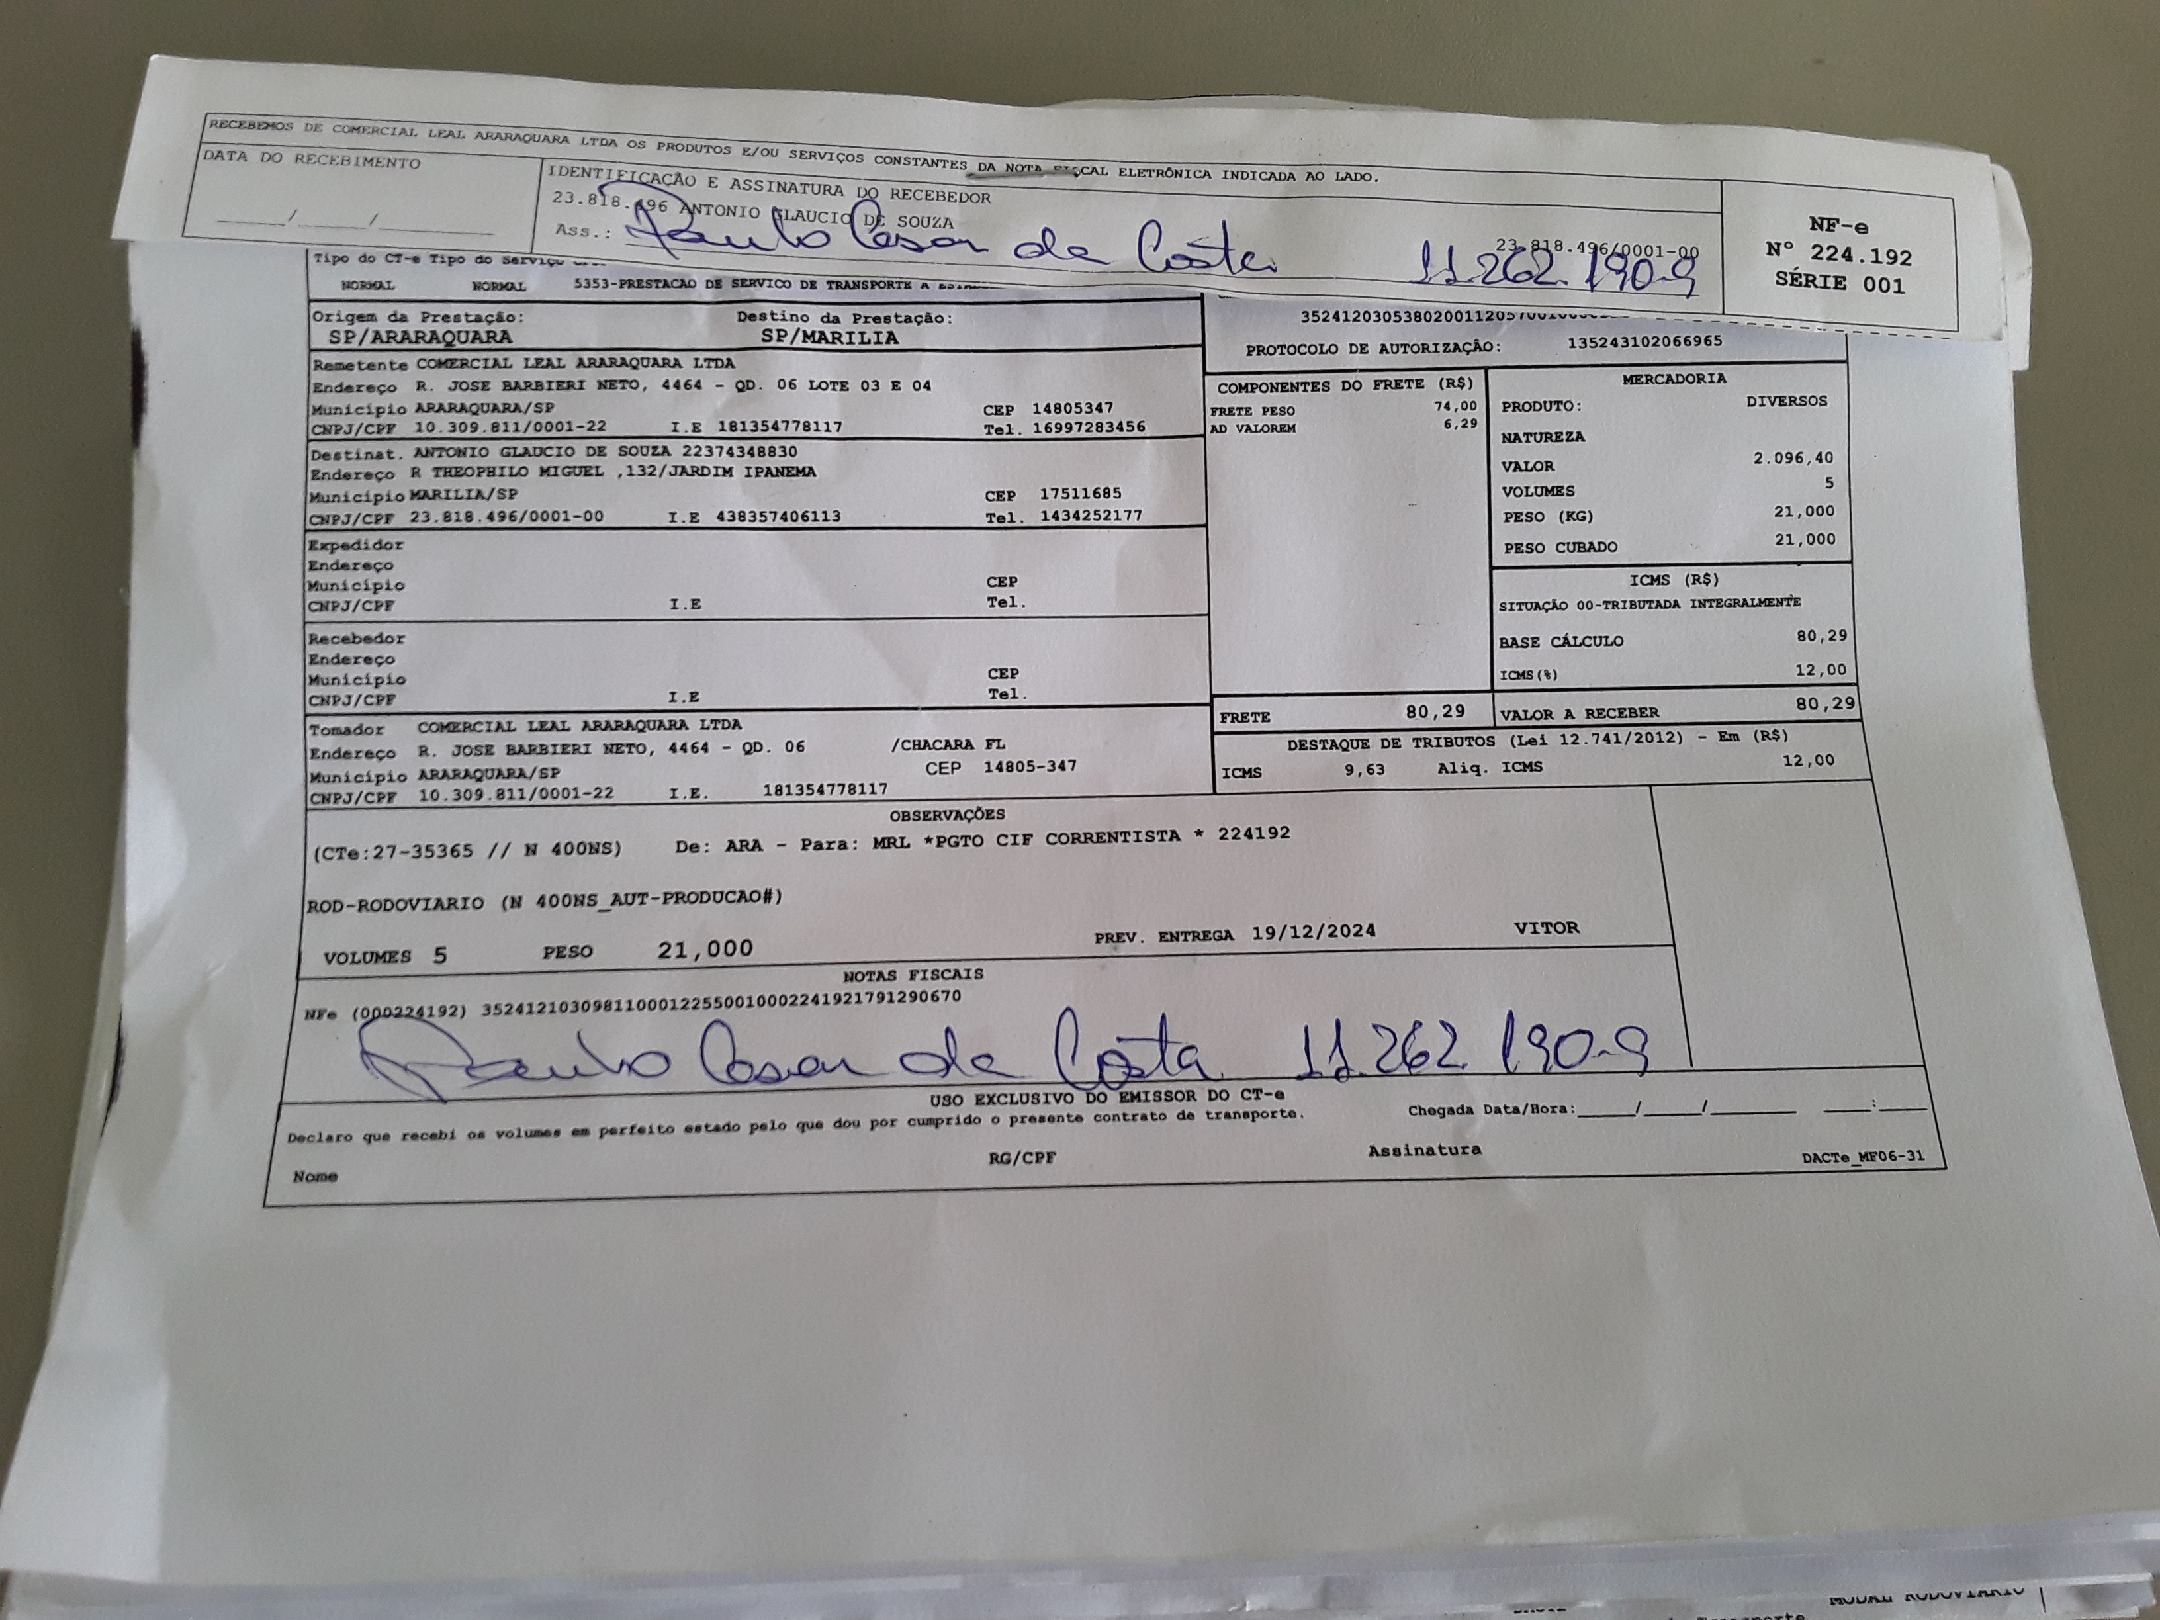 RECEBEMOS DE COMERCIAL LEAL ARARAQUARA LTDA OS PRODUTOS E/OU SERVIÇOS CONSTANTES DA NOTA FISCAL ELETRÔNICA INDICADA AO LADO.
DATA DO RECEBIMENTO
____/____/________
IDENTIFICAÇÃO E ASSINATURA DO RECEBEDOR
23.818.496 ANTONIO GLAUCIO DE SOUZA
23.818.496/0001-00
Ass.: Paulo Cesar da Costa 11.262.190-9
NF-e
Nº 224.192
SÉRIE 001
Tipo do CT-e Tipo do Serviço
NORMAL NORMAL 5353-PRESTACAO DE SERVICO DE TRANSPORTE A
Origem da Prestação: Destino da Prestação:
SP/ARARAQUARA SP/MARILIA
PROTOCOLO DE AUTORIZAÇÃO: 135243102066965
Remetente COMERCIAL LEAL ARARAQUARA LTDA
Endereço R. JOSE BARBIERI NETO, 4464 - QD. 06 LOTE 03 E 04
Município ARARAQUARA/SP CEP 14805347
CNPJ/CPF 10.309.811/0001-22 I.E 181354778117 Tel. 16997283456
Destinat. ANTONIO GLAUCIO DE SOUZA 22374348830
Endereço R THEOPHILO MIGUEL ,132/JARDIM IPANEMA
Município MARILIA/SP CEP 17511685
CNPJ/CPF 23.818.496/0001-00 I.E 438357406113 Tel. 1434252177
Expedidor
Endereço
Município CEP
CNPJ/CPF I.E Tel.
Recebedor
Endereço
Município CEP
CNPJ/CPF I.E Tel.
Tomador COMERCIAL LEAL ARARAQUARA LTDA
Endereço R. JOSE BARBIERI NETO, 4464 - QD. 06 /CHACARA FL
Município ARARAQUARA/SP CEP 14805-347
CNPJ/CPF 10.309.811/0001-22 I.E. 181354778117
COMPONENTES DO FRETE (R$)
FRETE PESO 74,00
AD VALOREM 6,29
FRETE 80,29
MERCADORIA
PRODUTO: DIVERSOS
NATUREZA
VALOR 2.096,40
VOLUMES 5
PESO (KG) 21,000
PESO CUBADO 21,000
ICMS (R$)
SITUAÇÃO 00-TRIBUTADA INTEGRALMENTE
BASE CÁLCULO 80,29
ICMS(%) 12,00
VALOR A RECEBER 80,29
DESTAQUE DE TRIBUTOS (Lei 12.741/2012) - Em (R$)
ICMS 9,63 Aliq. ICMS 12,00
OBSERVAÇÕES
(CTe:27-35365 // N 400NS) De: ARA - Para: MRL *PGTO CIF CORRENTISTA * 224192
ROD-RODOVIARIO (N 400NS_AUT-PRODUCAO#)
VOLUMES 5 PESO 21,000 PREV. ENTREGA 19/12/2024 VITOR
NOTAS FISCAIS
NFe (000224192) 35241210309811000122550010002241921791290670
Paulo Cesar da Costa 11.262.190-9
USO EXCLUSIVO DO EMISSOR DO CT-e
Declaro que recebi os volumes em perfeito estado pelo que dou por cumprido o presente contrato de transporte. Chegada Data/Hora:____/____/______ ___:____
Nome RG/CPF Assinatura DACTe_MF06-31
MODAL RODOVIARIO